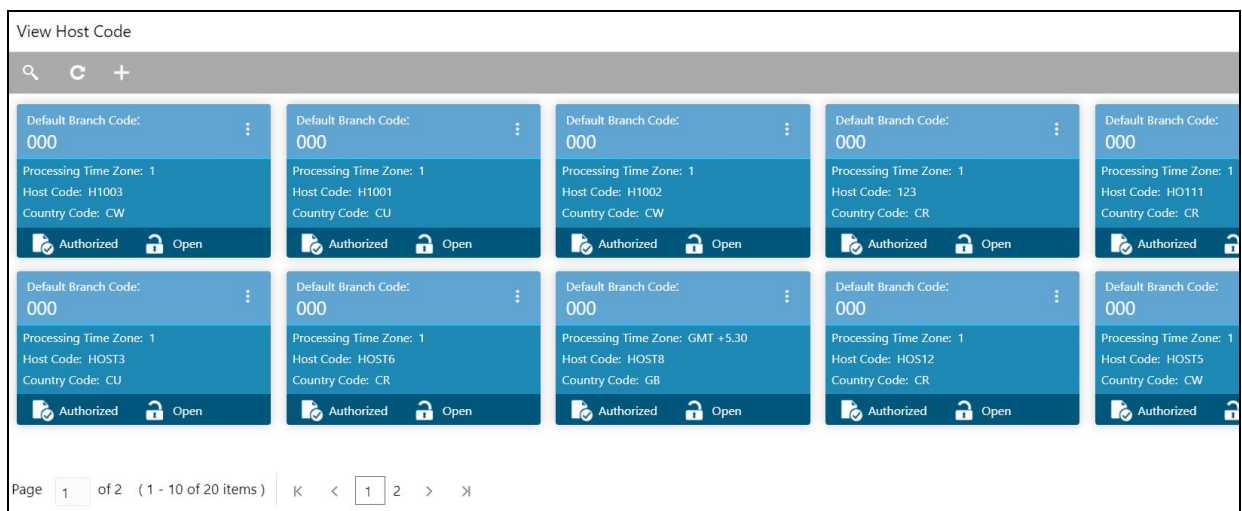 View Host Code
Default Branch Code:
000
Processing Time Zone: 1
Host Code: H1003
Country Code: CW
Authorized Open
Default Branch Code:
000
Processing Time Zone: 1
Host Code: H1001
Country Code: CU
Authorized Open
Default Branch Code:
000
Processing Time Zone: 1
Host Code: H1002
Country Code: CW
Authorized Open
Default Branch Code:
000
Processing Time Zone: 1
Host Code: 123
Country Code: CR
Authorized Open
Default Branch Code:
000
Processing Time Zone: 1
Host Code: HO111
Country Code: CR
Authorized
Default Branch Code:
000
Processing Time Zone: 1
Host Code: HOST3
Country Code: CU
Authorized Open
Default Branch Code:
000
Processing Time Zone: 1
Host Code: HOST6
Country Code: CR
Authorized Open
Default Branch Code:
000
Processing Time Zone: GMT +5.30
Host Code: HOST8
Country Code: GB
Authorized Open
Default Branch Code:
000
Processing Time Zone: 1
Host Code: HOS12
Country Code: CR
Authorized Open
Default Branch Code:
000
Processing Time Zone: 1
Host Code: HOST5
Country Code: CW
Authorized
Page 1 of 2 ( 1 - 10 of 20 items ) 1 2